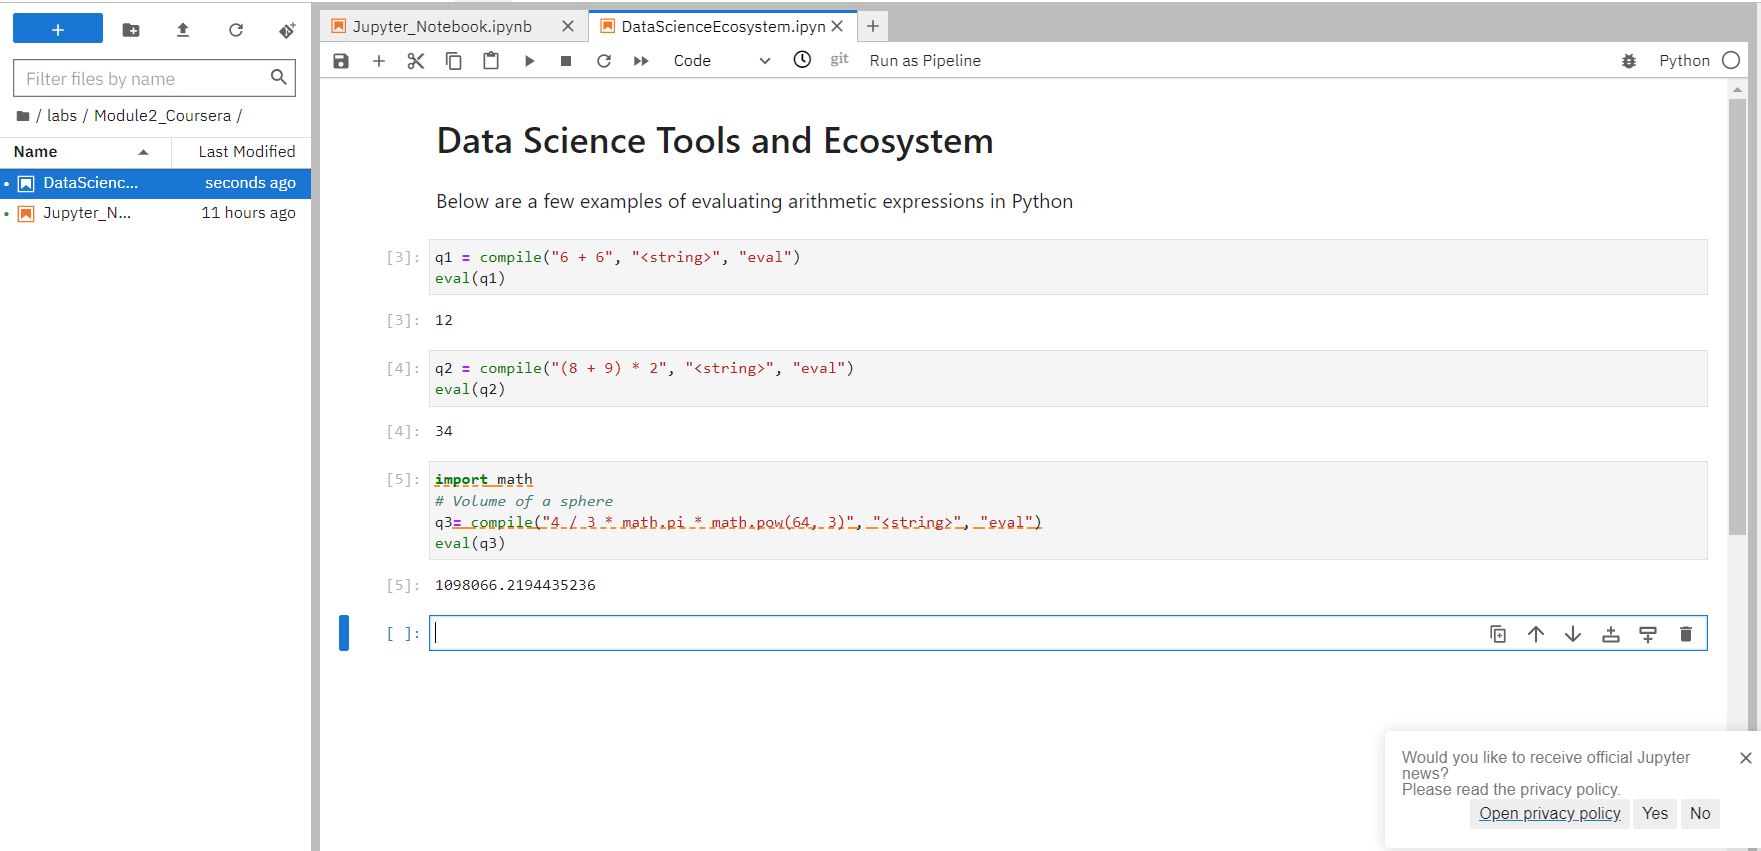 +
Filter files by name
/ labs / Module2_Coursera /
Name Last Modified
DataScienc... seconds ago
Jupyter_N... 11 hours ago
Jupyter_Notebook.ipynb DataScienceEcosystem.ipyn +
Code git Run as Pipeline Python
Data Science Tools and Ecosystem
Below are a few examples of evaluating arithmetic expressions in Python
[3]: q1 = compile("6 + 6", "<string>", "eval")
eval(q1)
[3]: 12
[4]: q2 = compile("(8 + 9) * 2", "<string>", "eval")
eval(q2)
[4]: 34
[5]: import math
# Volume of a sphere
q3= compile("4 / 3 * math.pi * math.pow(64, 3)", "<string>", "eval")
eval(q3)
[5]: 1098066.2194435236
[ ]:
Would you like to receive official Jupyter
news?
Please read the privacy policy.
Open privacy policy Yes No